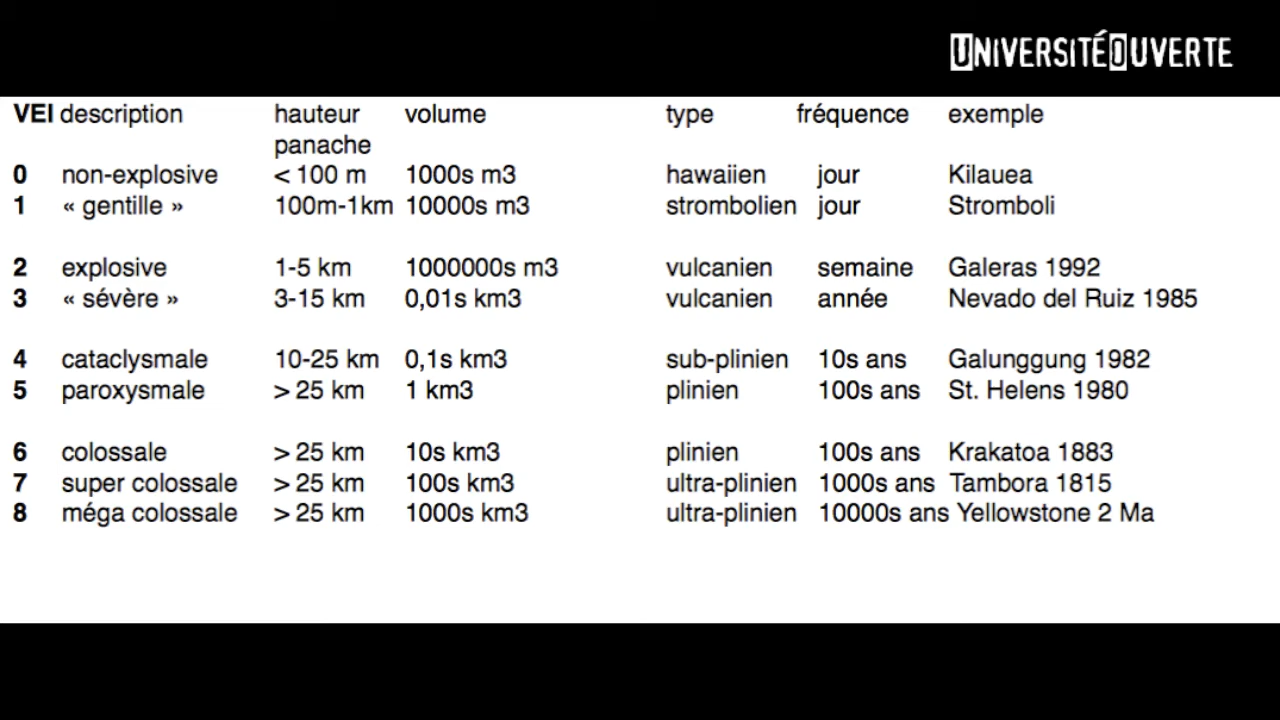 UNIVERSITÉOUVERTE
VEI description hauteur volume type fréquence exemple
panache
0 non-explosive < 100 m 1000s m3 hawaiien jour Kilauea
1 « gentille » 100m-1km 10000s m3 strombolien jour Stromboli
2 explosive 1-5 km 1000000s m3 vulcanien semaine Galeras 1992
3 « sévère » 3-15 km 0,01s km3 vulcanien année Nevado del Ruiz 1985
4 cataclysmale 10-25 km 0,1s km3 sub-plinien 10s ans Galunggung 1982
5 paroxysmale > 25 km 1 km3 plinien 100s ans St. Helens 1980
6 colossale > 25 km 10s km3 plinien 100s ans Krakatoa 1883
7 super colossale > 25 km 100s km3 ultra-plinien 1000s ans Tambora 1815
8 méga colossale > 25 km 1000s km3 ultra-plinien 10000s ans Yellowstone 2 Ma